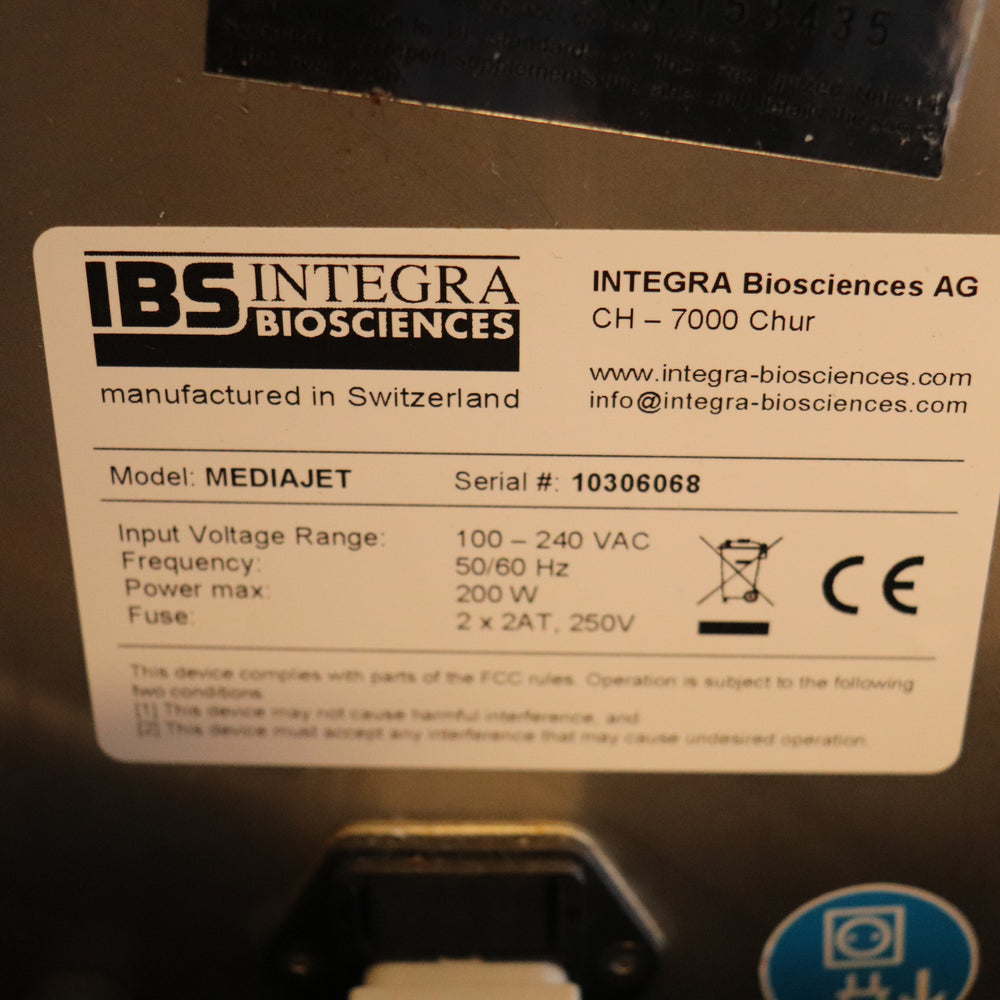 153435
IBS INTEGRA
BIOSCIENCES
manufactured in Switzerland
INTEGRA Biosciences AG
CH – 7000 Chur
www.integra-biosciences.com
info@integra-biosciences.com
Model: MEDIAJET Serial #: 10306068
Input Voltage Range: 100 – 240 VAC
Frequency: 50/60 Hz
Power max: 200 W
Fuse: 2 x 2AT, 250V
CE
This device complies with parts of the FCC rules. Operation is subject to the following
two conditions
[1] This device may not cause harmful interference, and
[2] This device must accept any interference that may cause undesired operation.